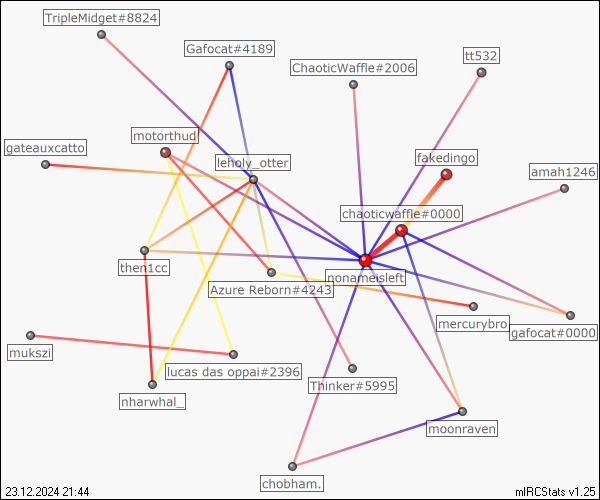 TripleMidget#8824
Gafocat#4189
ChaoticWaffle#2006
tt532
motorthud
gateauxcatto
leholy_otter
fakedingo
amah1246
chaoticwaffle#0000
then1cc
nonameisleft
Azure Reborn#4243
mercurybro
gafocat#0000
mukszi
lucas das oppai#2396
Thinker#5995
nharwhal_
moonraven
chobham.
23.12.2024 21:44
mIRCStats v1.25